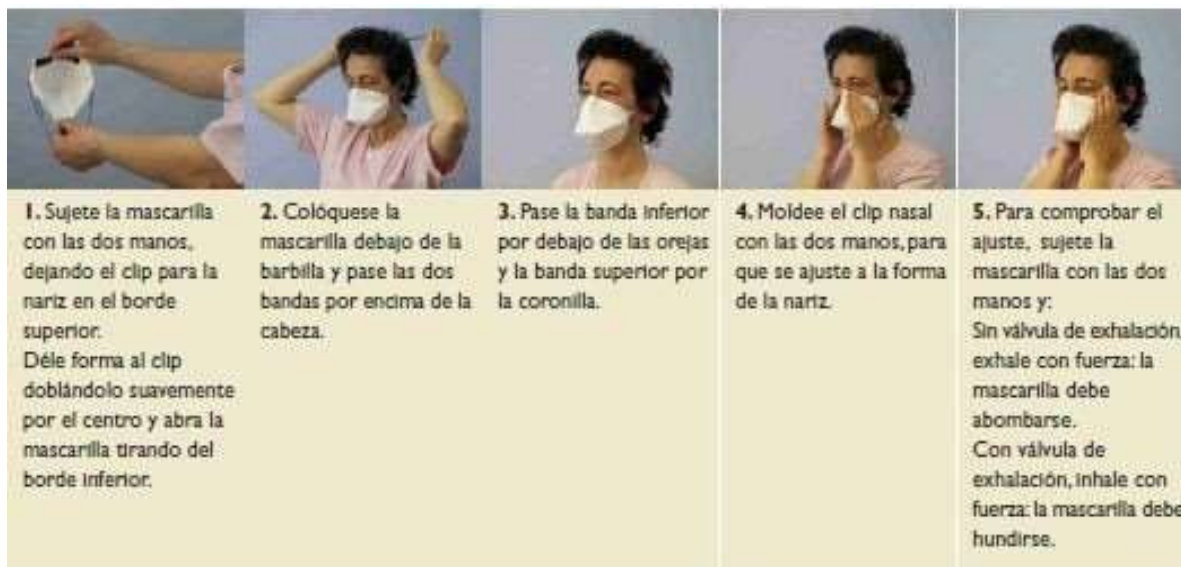 1. Sujete la mascarilla
con las dos manos,
dejando el clip para la
nariz en el borde
superior.
Déle forma al clip
doblándolo suavemente
por el centro y abra la
mascarilla tirando del
borde inferior.
2. Colóquese la
mascarilla debajo de la
barbilla y pase las dos
bandas por encima de la
cabeza.
3. Pase la banda inferior
por debajo de las orejas
y la banda superior por
la coronilla.
4. Moldee el clip nasal
con las dos manos, para
que se ajuste a la forma
de la nariz.
5. Para comprobar el
ajuste, sujete la
mascarilla con las dos
manos y:
Sin válvula de exhalación,
exhale con fuerza: la
mascarilla debe
abombarse.
Con válvula de
exhalación, inhale con
fuerza: la mascarilla debe
hundirse.